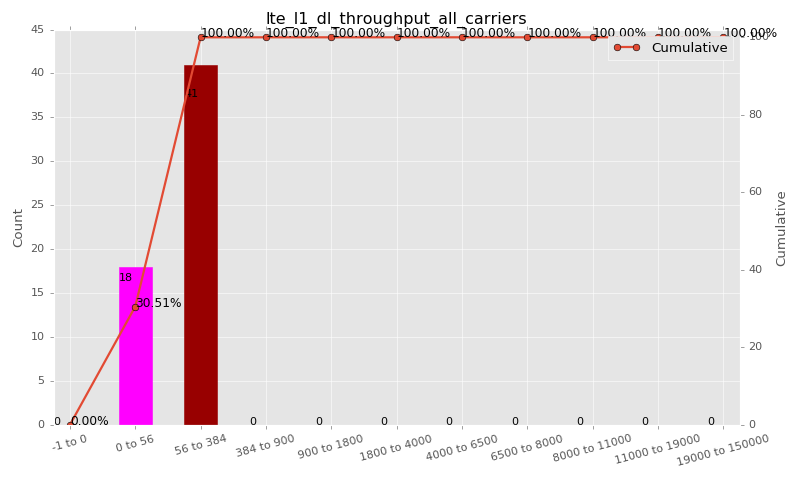 lte_l1_dl_throughput_all_carriers
45
40
35
30
25
20
15
10
5
0
Count
100
80
60
40
20
0
Cumulative
Cumulative
0.00%
30.51%
100.00%
100.00%
100.00%
100.00%
100.00%
100.00%
100.00%
100.00%
100.00%
0
18
41
0
0
0
0
0
0
0
0
-1 to 0
0 to 56
56 to 384
384 to 900
900 to 1800
1800 to 4000
4000 to 6500
6500 to 8000
8000 to 11000
11000 to 19000
19000 to 150000